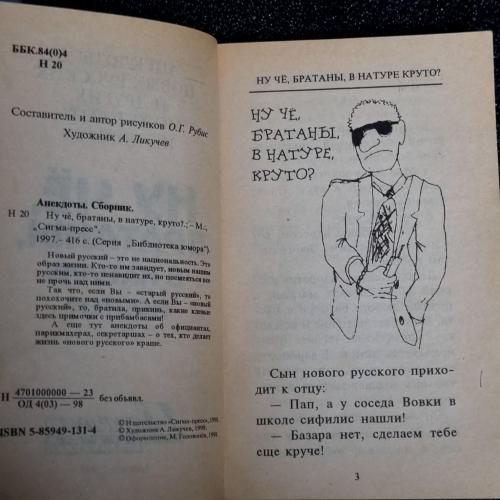 ББК.84(0)4
Н 20
Составитель и автор рисунков О.Г. Рубис
Художник А. Ликучев
Анекдоты. Сборник.
Н 20 Ну чё, братаны, в натуре, круто?.; – М.;
„Сигма-пресс",
1997.– 416 с. (Серия „Библиотека юмора").
Новый русский – это не национальность. Это
образ жизни. Кто-то им завидует, новым нашим
русским, кто-то ненавидит их, но посмеяться все
не прочь над ними.
Так что, если Вы – „старый русский", то
похохочите над «новыми». А если Вы – «новый
русский", то, братила, прикинь, какие клевые
здесь примочки с прибамбасами!
А еще тут анекдоты об официантах,
парикмахерах, секретаршах – о тех, кто делает
жизнь «нового русского» краше.
Н 4701000000 — 23
ОД 4(03) — 98 без объявл.
ISBN 5-85949-131-4
© Издательство «Сигма-пресс», 1998.
© Художник А. Ликучев, 1998.
© Оформление, М.
НУ ЧЁ, БРАТАНЫ, В НАТУРЕ КРУТО?
НУ ЧЁ,
БРАТАНЫ,
В НАТУРЕ,
КРУТО?
Сын нового русского прихо-
дит к отцу:
— Пап, а у соседа Вовки в
школе сифилис нашли!
— Базара нет, сделаем тебе
еще круче!
3